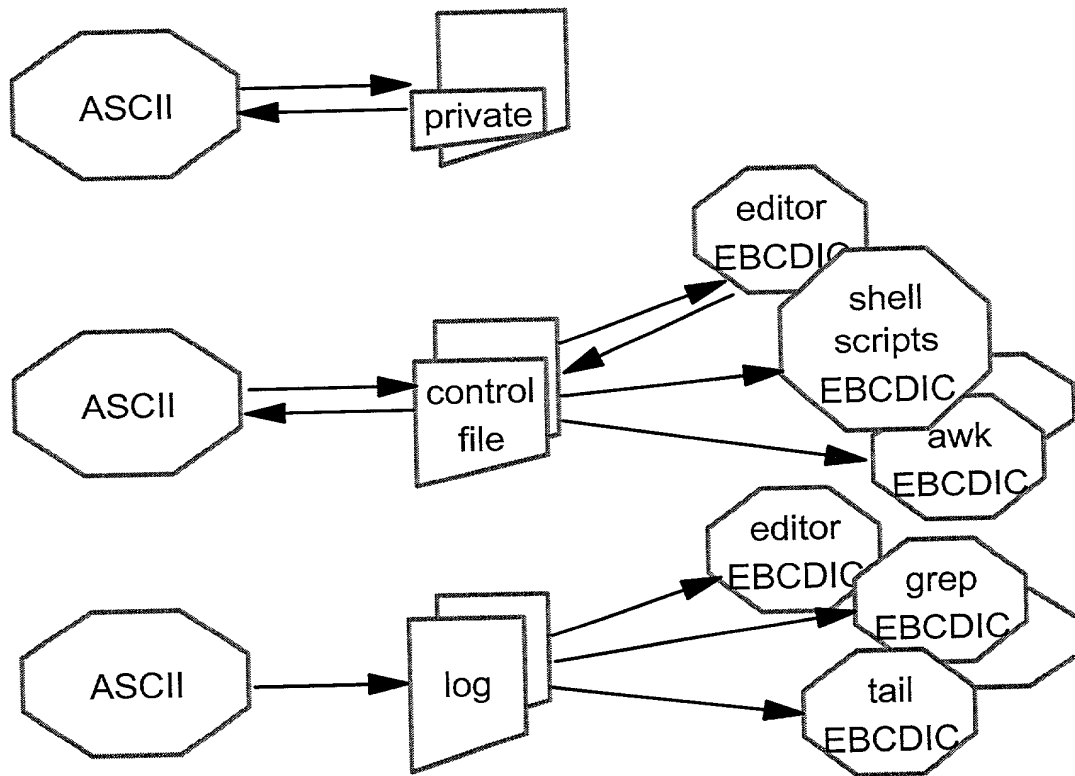 ASCII
private
editor
EBCDIC
shell
scripts
EBCDIC
ASCII
control
file
awk
EBCDIC
editor
EBCDIC
grep
EBCDIC
ASCII
log
tail
EBCDIC